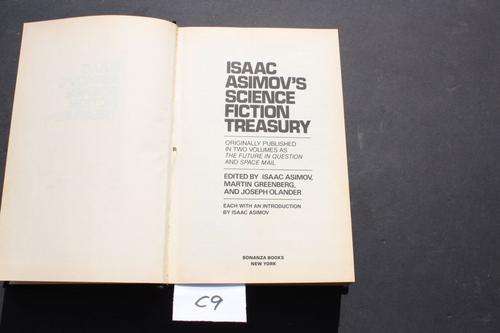 ISAAC
ASIMOV'S
SCIENCE
FICTION
TREASURY
ORIGINALLY PUBLISHED
IN TWO VOLUMES AS
THE FUTURE IN QUESTION
AND SPACE MAIL
EDITED BY ISAAC ASIMOV,
MARTIN GREENBERG,
AND JOSEPH OLANDER
EACH WITH AN INTRODUCTION
BY ISAAC ASIMOV
BONANZA BOOKS
NEW YORK
C9